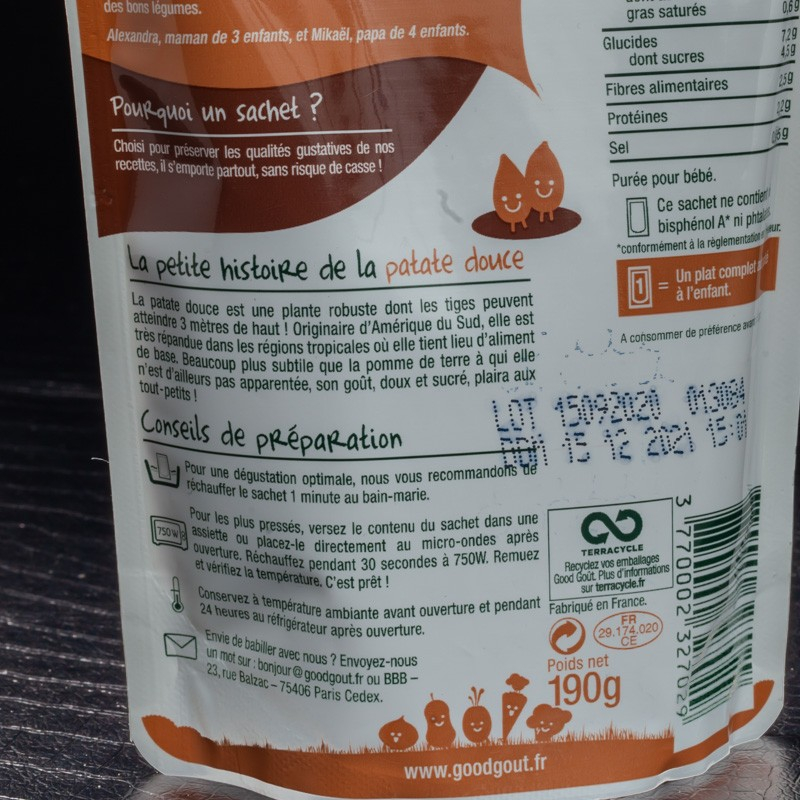 des bons légumes.
Alexandra, maman de 3 enfants, et Mikaël, papa de 4 enfants.
Pourquoi un sachet ?
Choisi pour préserver les qualités gustatives de nos
recettes, il s'emporte partout, sans risque de casse !
La petite histoire de la patate douce
La patate douce est une plante robuste dont les tiges peuvent
atteindre 3 mètres de haut ! Originaire d'Amérique du Sud, elle est
très répandue dans les régions tropicales où elle tient lieu d'aliment
de base. Beaucoup plus subtile que la pomme de terre à qui elle
n'est d'ailleurs pas apparentée, son goût, doux et sucré, plaira aux
tout-petits !
Conseils de préparation
Pour une dégustation optimale, nous vous recommandons de
réchauffer le sachet 1 minute au bain-marie.
750W
Pour les plus pressés, versez le contenu du sachet dans une
assiette ou placez-le directement au micro-ondes après
ouverture. Réchauffez pendant 30 secondes à 750W. Remuez
et vérifiez la température. C'est prêt !
Conservez à température ambiante avant ouverture et pendant
24 heures au réfrigérateur après ouverture.
Envie de babiller avec nous ? Envoyez-nous
un mot sur : bonjour@goodgout.fr ou BBB –
23, rue Balzac – 75406 Paris Cedex.
gras saturés 0,6g
Glucides 7,2g
dont sucres 4,5g
Fibres alimentaires
Protéines
Sel
Purée pour bébé.
Ce sachet ne contient
bisphénol A* ni
*conformément à la règlementation en
1 = Un plat complet
à l'enfant.
A consommer de préférence
LOT 15092020 013084
DDM 15 12 2021
TERRACYCLE
Recyclez vos emballages
Good Goût. Plus d'informations
sur terracycle.fr
Fabriqué en France.
FR
29.174.020
CE
Poids net
190g
3 770002 327029
www.goodgout.fr